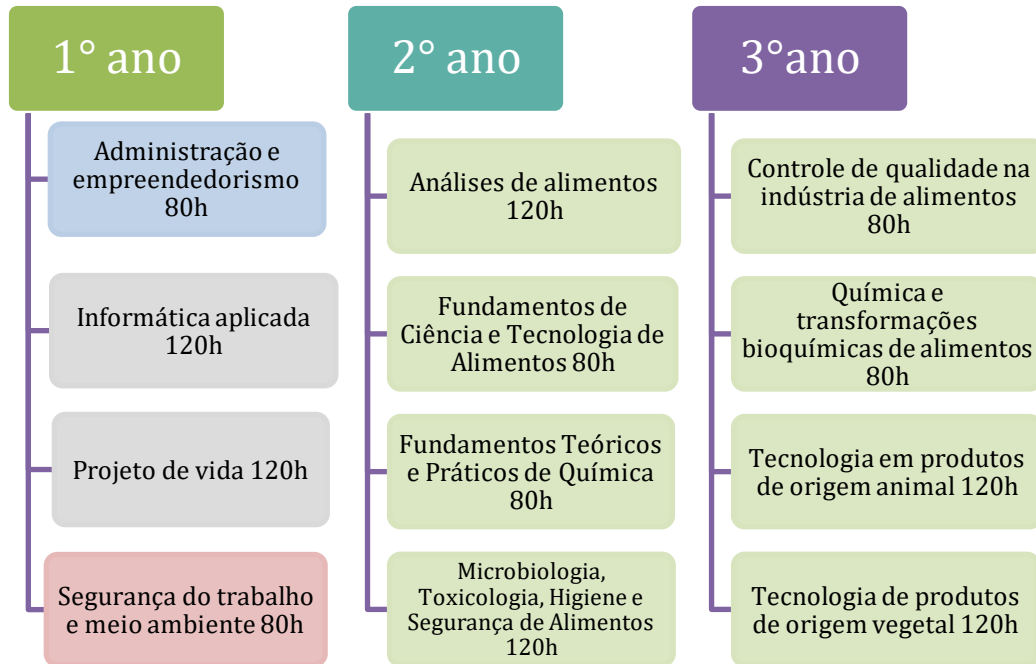 1° ano
Administração e
empreendedorismo
80h
Informática aplicada
120h
Projeto de vida 120h
Segurança do trabalho
e meio ambiente 80h
2° ano
Análises de alimentos
120h
Fundamentos de
Ciência e Tecnologia de
Alimentos 80h
Fundamentos Teóricos
e Práticos de Química
80h
Microbiologia,
Toxicologia, Higiene e
Segurança de Alimentos
120h
3°ano
Controle de qualidade na
indústria de alimentos
80h
Química e
transformações
bioquímicas de alimentos
80h
Tecnologia em produtos
de origem animal 120h
Tecnologia de produtos
de origem vegetal 120h